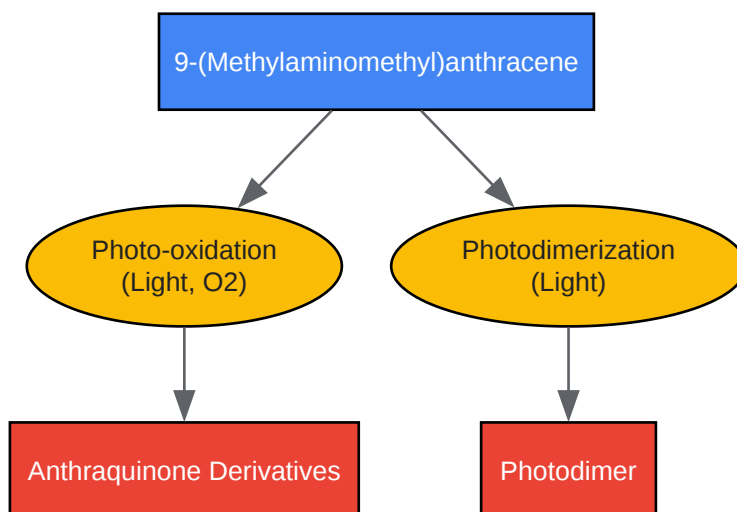 9-(Methylaminomethyl)anthracene
Photo-oxidation
(Light, O2)
Photodimerization
(Light)
Anthraquinone Derivatives
Photodimer